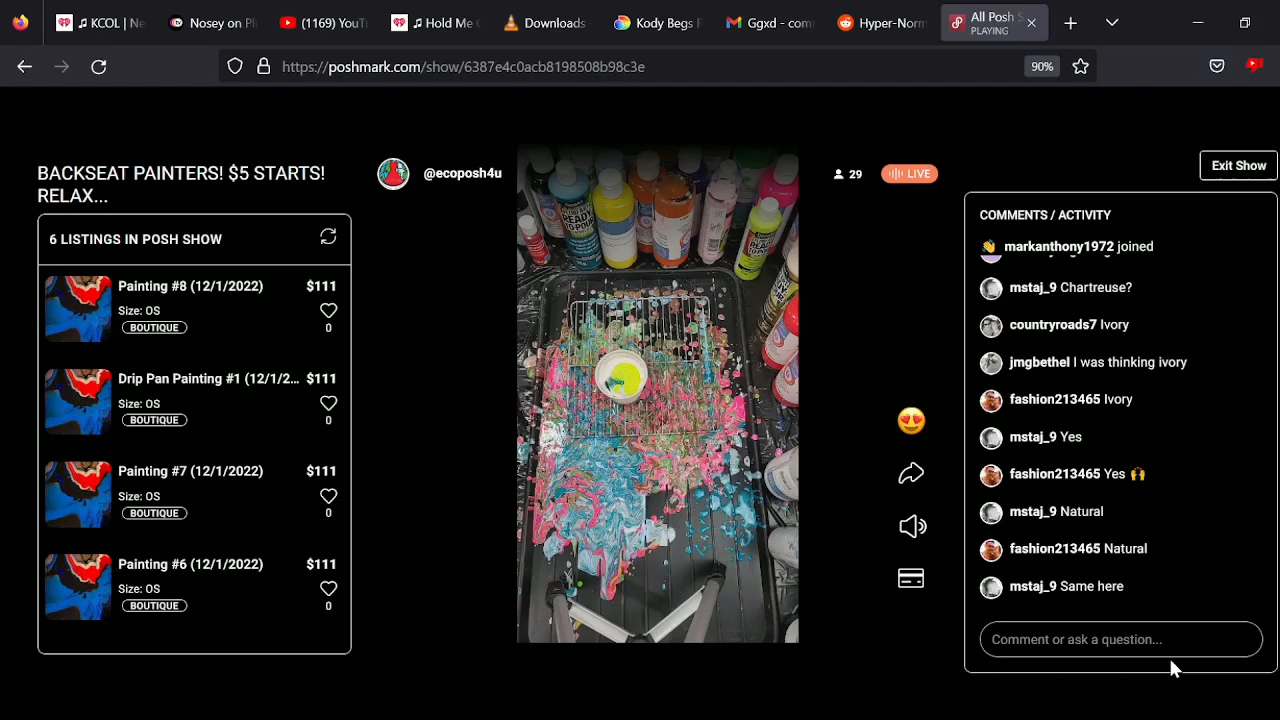 ♫ KCOL | Ne
Nosey on Pl
(1169) YouT
♫ Hold Me
Downloads
Kody Begs F
Ggxd - com
Hyper-Norm
All Posh S
PLAYING
https://poshmark.com/show/6387e4c0acb8198508b98c3e
90%
BACKSEAT PAINTERS! $5 STARTS!
RELAX...
@ecoposh4u
29
LIVE
Exit Show
6 LISTINGS IN POSH SHOW
Painting #8 (12/1/2022) $111
Size: OS
BOUTIQUE
0
Drip Pan Painting #1 (12/1/2... $111
Size: OS
BOUTIQUE
0
Painting #7 (12/1/2022) $111
Size: OS
BOUTIQUE
0
Painting #6 (12/1/2022) $111
Size: OS
BOUTIQUE
0
READY
READY
COMMENTS / ACTIVITY
👏 markanthony1972 joined
mstaj_9 Chartreuse?
countryroads7 Ivory
jmgbethel I was thinking ivory
fashion213465 Ivory
mstaj_9 Yes
fashion213465 Yes 🙌
mstaj_9 Natural
fashion213465 Natural
mstaj_9 Same here
Comment or ask a question...